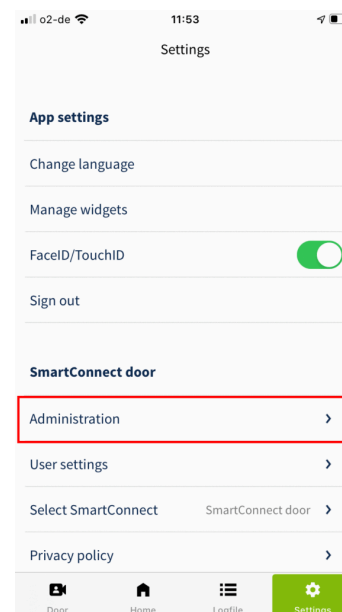 o2-de 11:53
Settings
App settings
Change language
Manage widgets
FaceID/TouchID
Sign out
SmartConnect door
Administration
User settings
Select SmartConnect SmartConnect door
Privacy policy
Door Home Logfile Settings